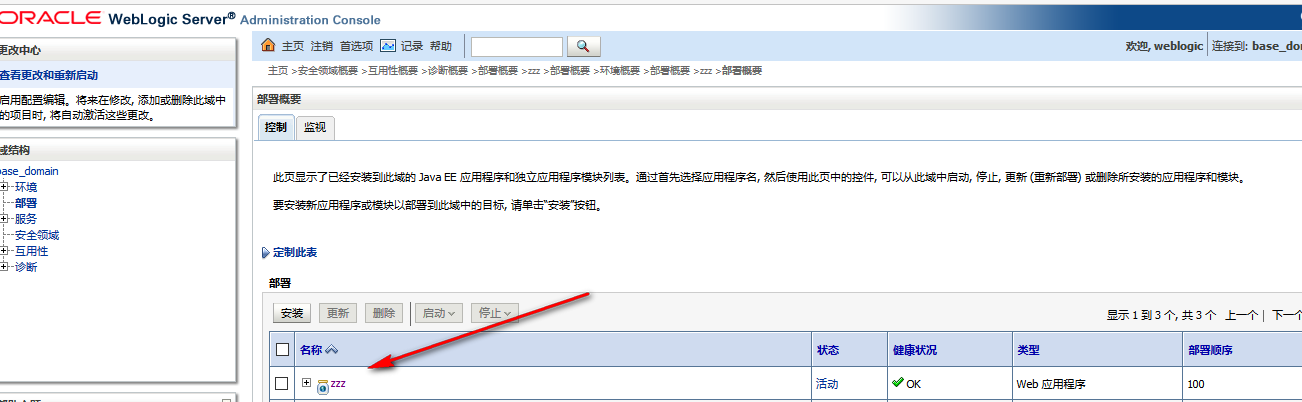 ORACLE WebLogic Server® Administration Console
更改中心
查看更改和重新启动
启用配置编辑。将来在修改, 添加或删除此域中
的项目时, 将自动激活这些更改。
域结构
base_domain
环境
部署
服务
安全领域
互用性
诊断
主页 注销 首选项 记录 帮助
欢迎, weblogic 连接到:
主页 >安全领域概要 >互用性概要 >诊断概要 >部署概要 >zzz >部署概要 >环境概要 >部署概要 >zzz >部署概要
部署概要
控制 监视
此页显示了已经安装到此域的 Java EE 应用程序和独立应用程序模块列表。通过首先选择应用程序名, 然后使用此页中的控件, 可以从此域中启动, 停止, 更新 (重新部署) 或删除所安装的应用程序和模块。
要安装新应用程序或模块以部署到此域中的目标, 请单击“安装”按钮。
定制此表
部署
安装 更新 删除 启动 停止
显示 1 到 3 个, 共 3 个 上一个 | 下一个
名称 状态 健康状况 类型 部署顺序
zzz 活动 OK Web 应用程序 100